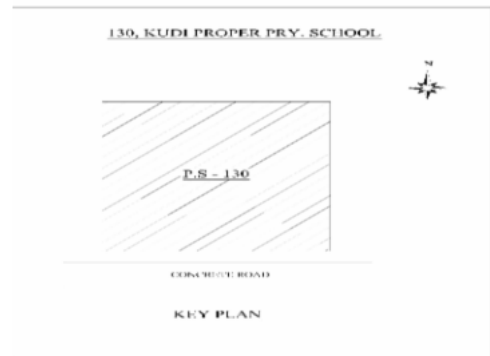 130, KUDI PROPER PRY. SCHOOL
N
P.S - 130
CONCRETE ROAD
KEY PLAN